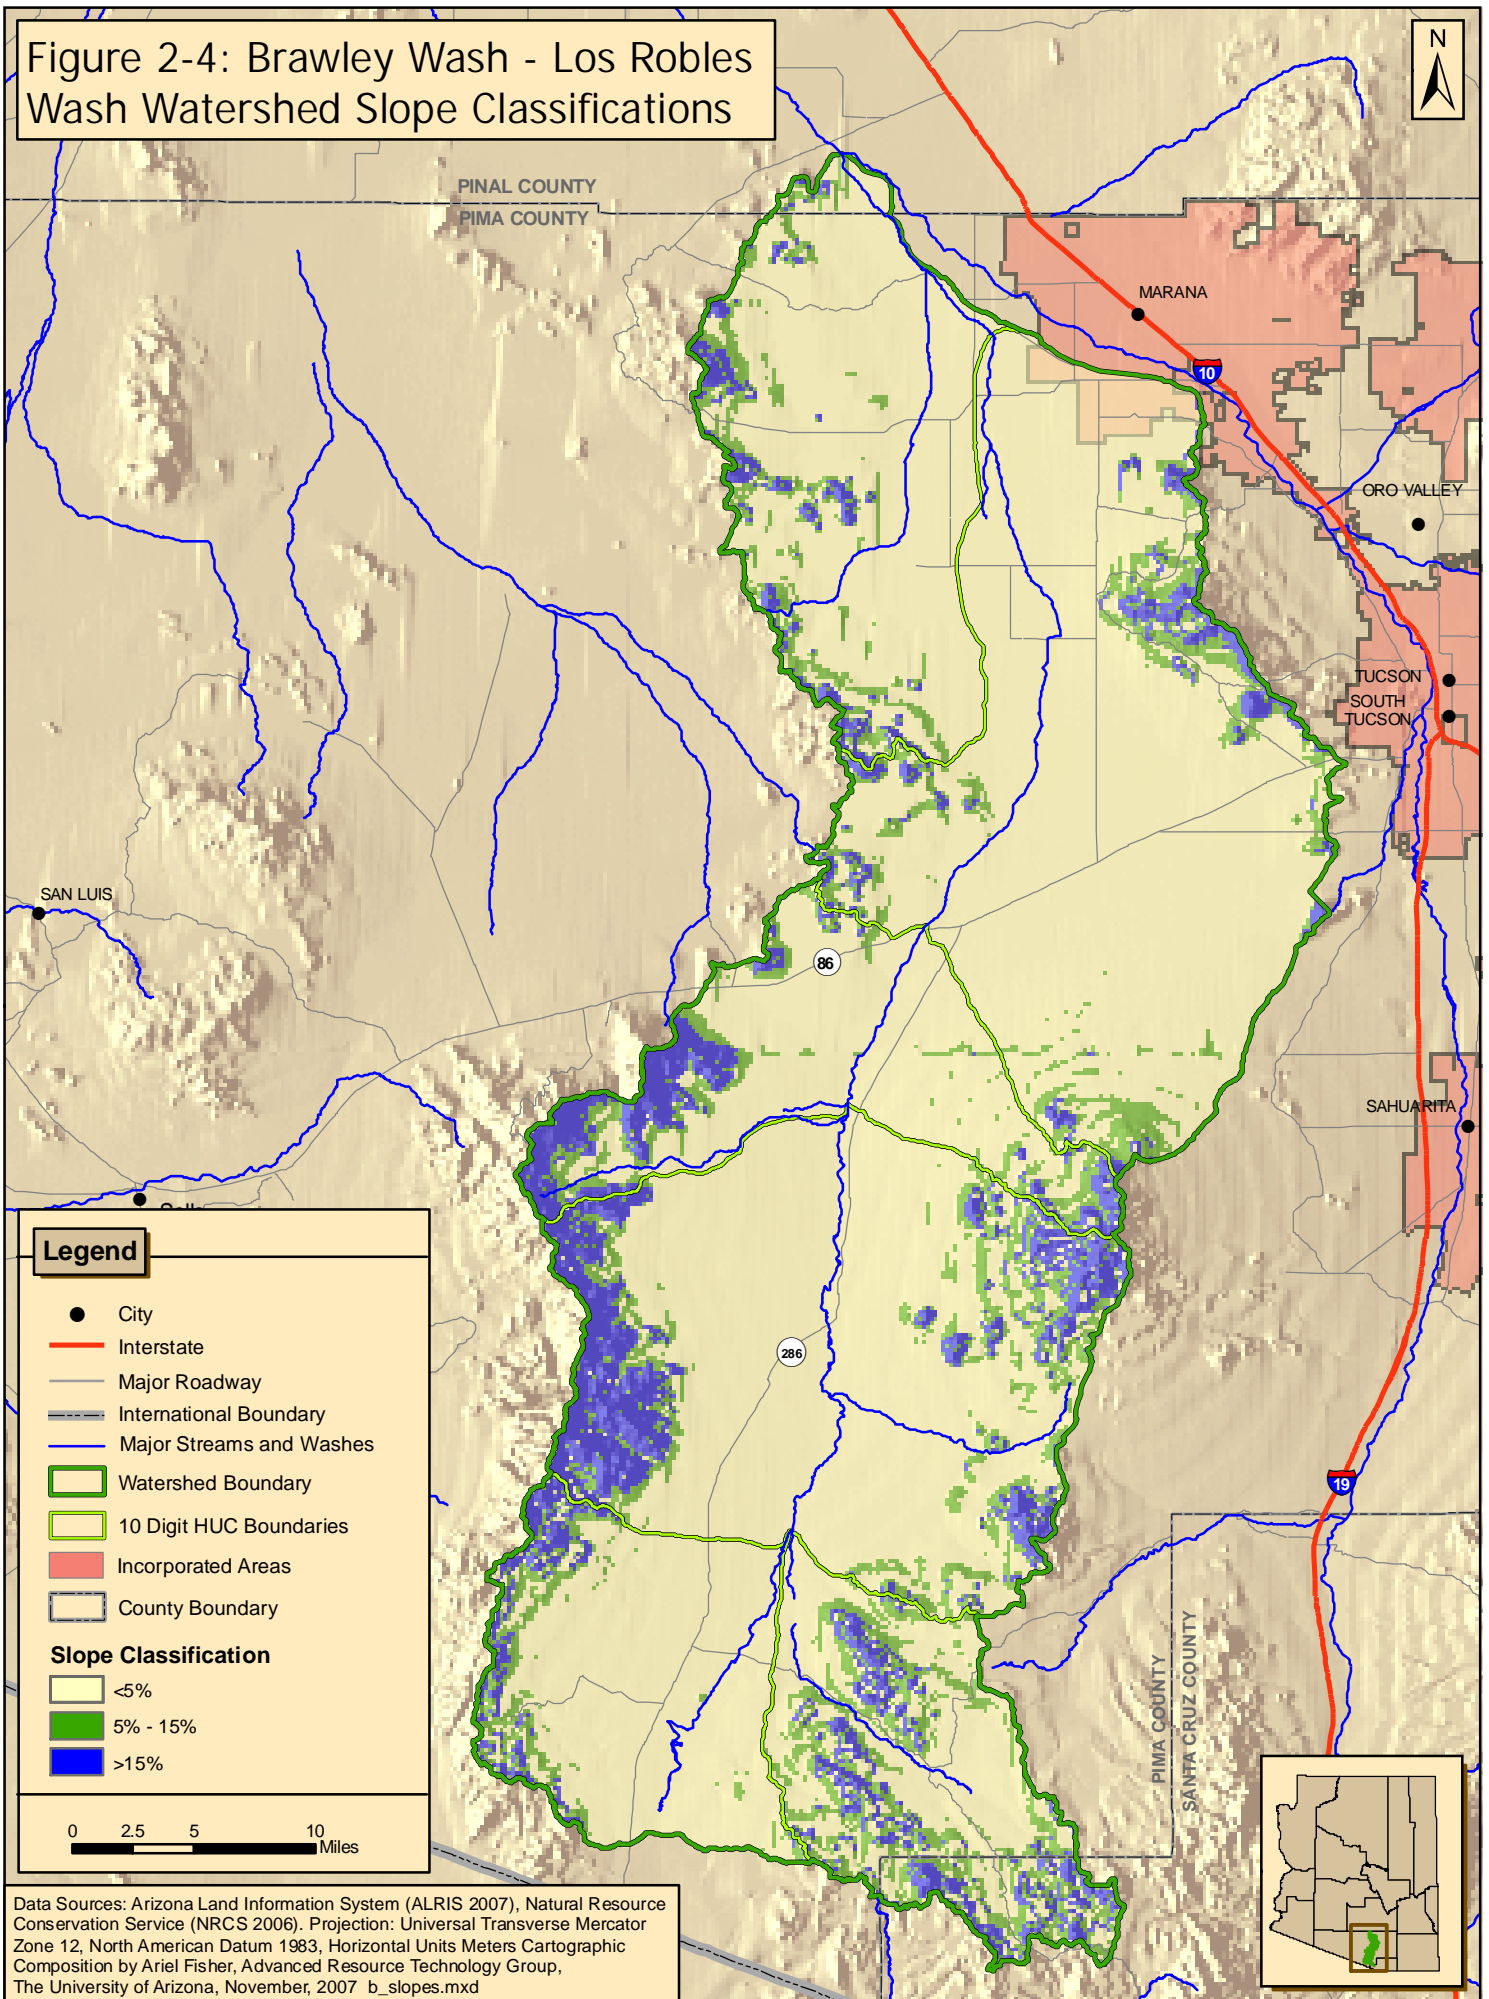 Figure 2-4: Brawley Wash - Los Robles
Wash Watershed Slope Classifications
N
PINAL COUNTY
PIMA COUNTY
MARANA
10
ORO VALLEY
TUCSON
SOUTH
TUCSON
SAN LUIS
86
SAHUARITA
286
19
PIMA COUNTY
SANTA CRUZ COUNTY
Legend
City
Interstate
Major Roadway
International Boundary
Major Streams and Washes
Watershed Boundary
10 Digit HUC Boundaries
Incorporated Areas
County Boundary
Slope Classification
<5%
5% - 15%
>15%
0 2.5 5 10
Miles
Data Sources: Arizona Land Information System (ALRIS 2007), Natural Resource
Conservation Service (NRCS 2006). Projection: Universal Transverse Mercator
Zone 12, North American Datum 1983, Horizontal Units Meters Cartographic
Composition by Ariel Fisher, Advanced Resource Technology Group,
The University of Arizona, November, 2007 b_slopes.mxd